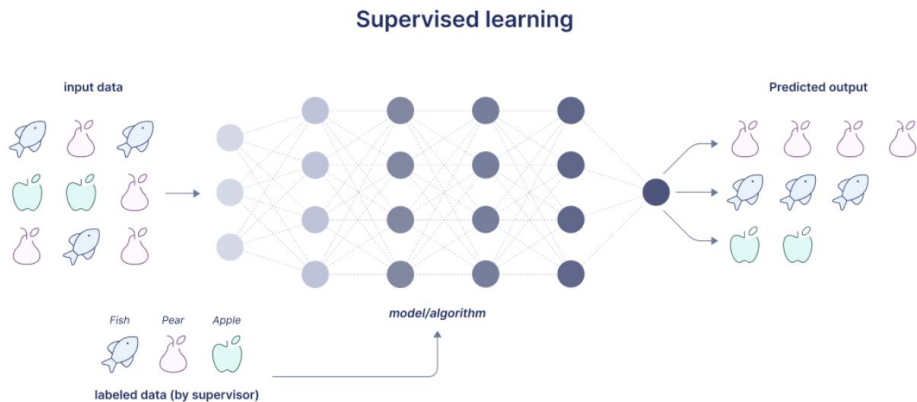 Supervised learning
input data
Predicted output
model/algorithm
Fish Pear Apple
labeled data (by supervisor)